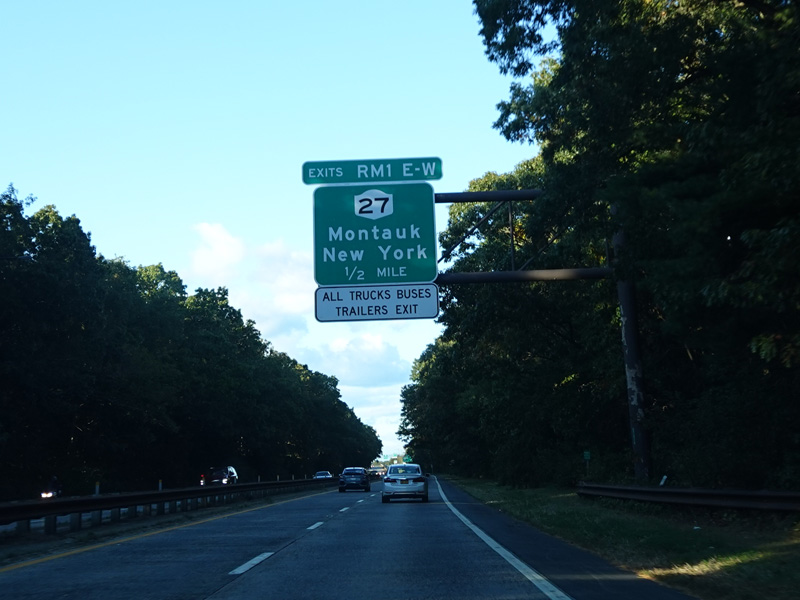 EXITS RM1 E-W
27
Montauk
New York
1/2 MILE
ALL TRUCKS BUSES
TRAILERS EXIT